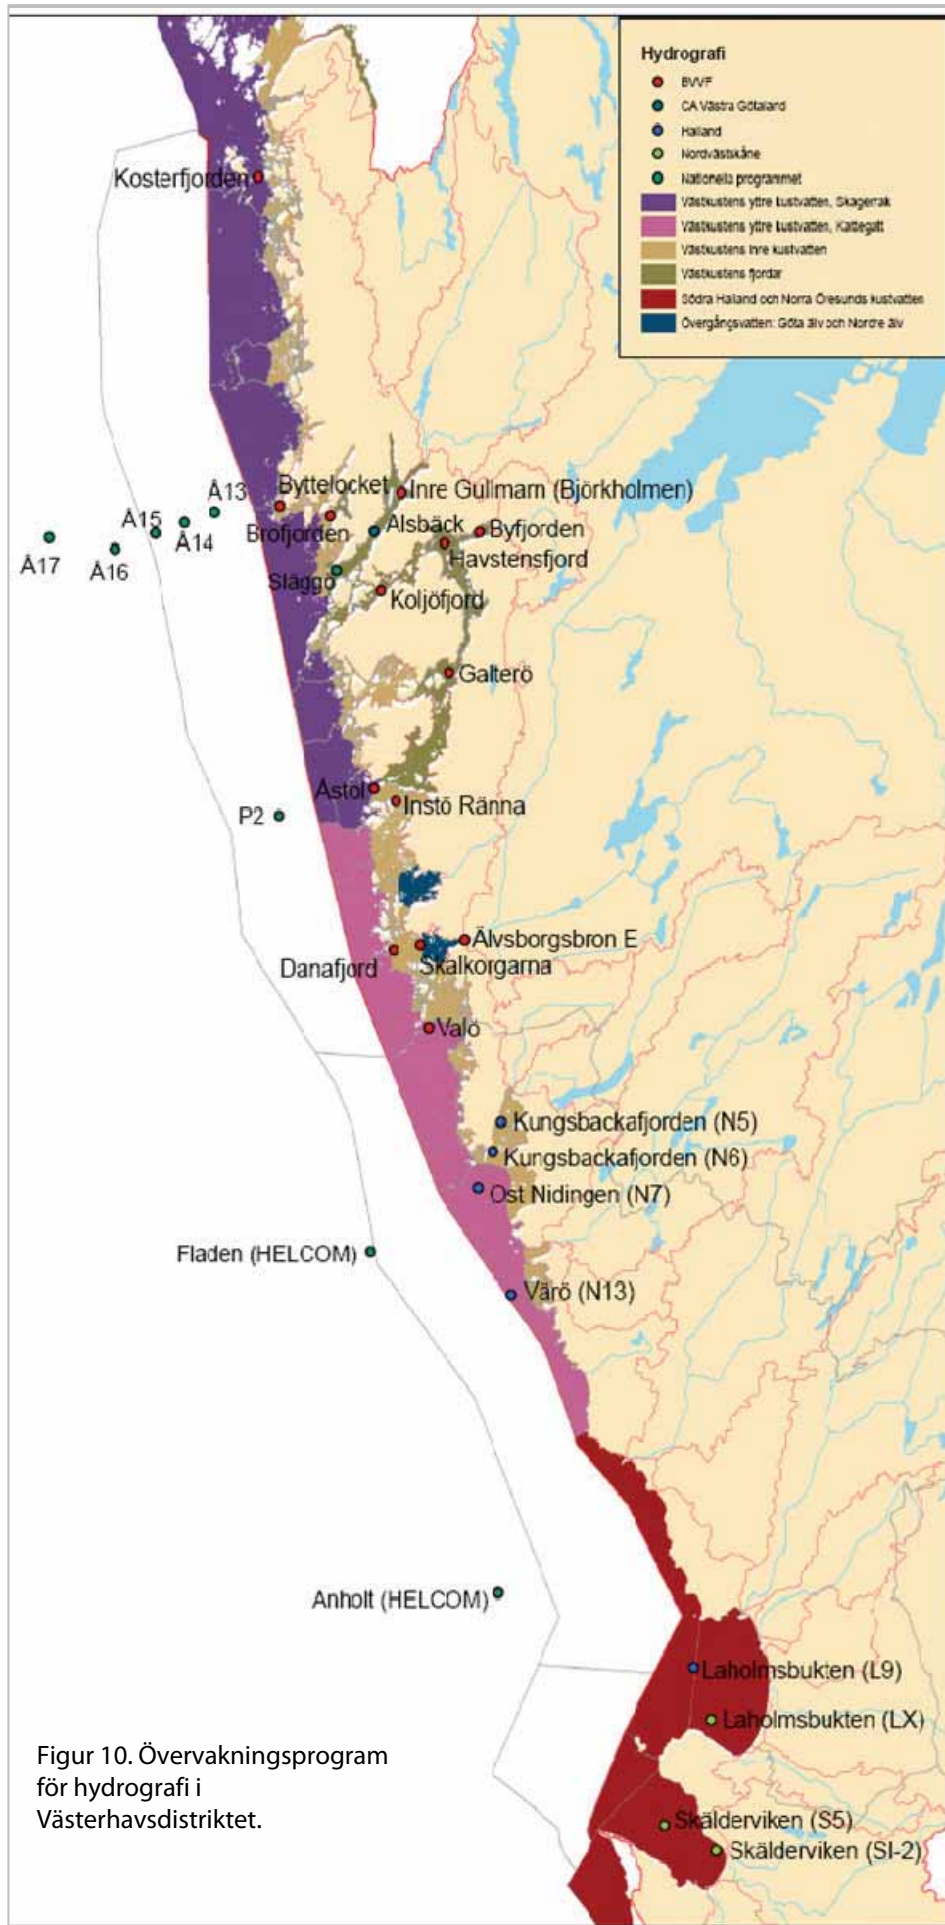 Hydrografi
BVVF
CA Västra Götaland
Halland
Nordvästskåne
Nationella programmet
Västkustens yttre kustvatten, Skagerrak
Västkustens yttre kustvatten, Kattegatt
Västkustens inre kustvatten
Västkustens fjordar
Södra Halland och Norra Öresunds kustvatten
Övergångsvatten: Göta älv och Nordre älv
Kosterfjorden
Byttelocket
Inre Gullmarn (Björkholmen)
Å13
Å15
Å14
Å17
Å16
Brofjorden
Alsbäck
Byfjorden
Havstensfjord
Släggö
Koljöfjord
Galterö
Åstol
Instö Ränna
P2
Älvsborgsbron E
Danafjord
Skalkorgarna
Valö
Kungsbackafjorden (N5)
Kungsbackafjorden (N6)
Ost Nidingen (N7)
Fladen (HELCOM)
Värö (N13)
Anholt (HELCOM)
Laholmsbukten (L9)
Laholmsbukten (LX)
Skälderviken (S5)
Skälderviken (SI-2)
Figur 10. Övervakningsprogram
för hydrografi i
Västerhavsdistriktet.